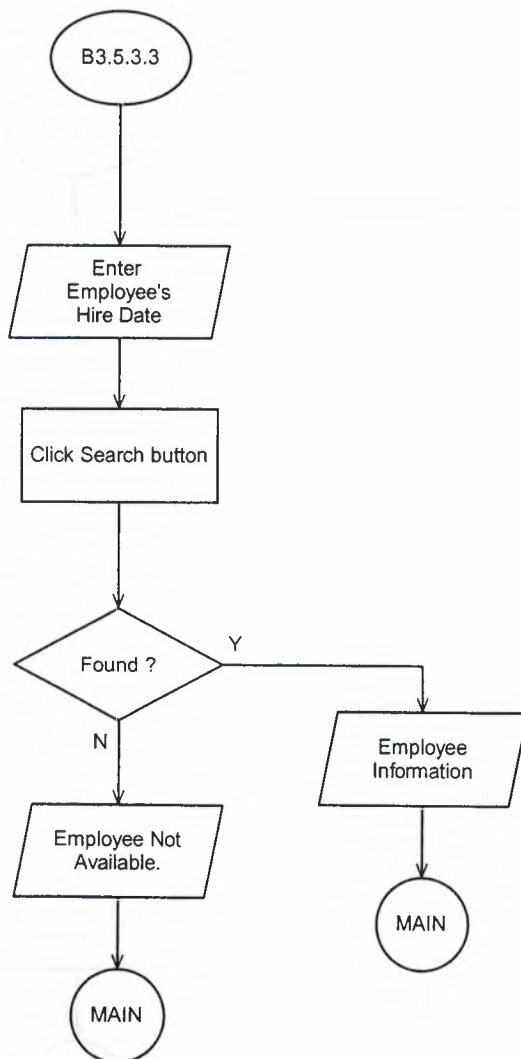 B3.5.3.3
Enter
Employee's
Hire Date
Click Search button
Found ?
Y
N
Employee
Information
Employee Not
Available.
MAIN
MAIN